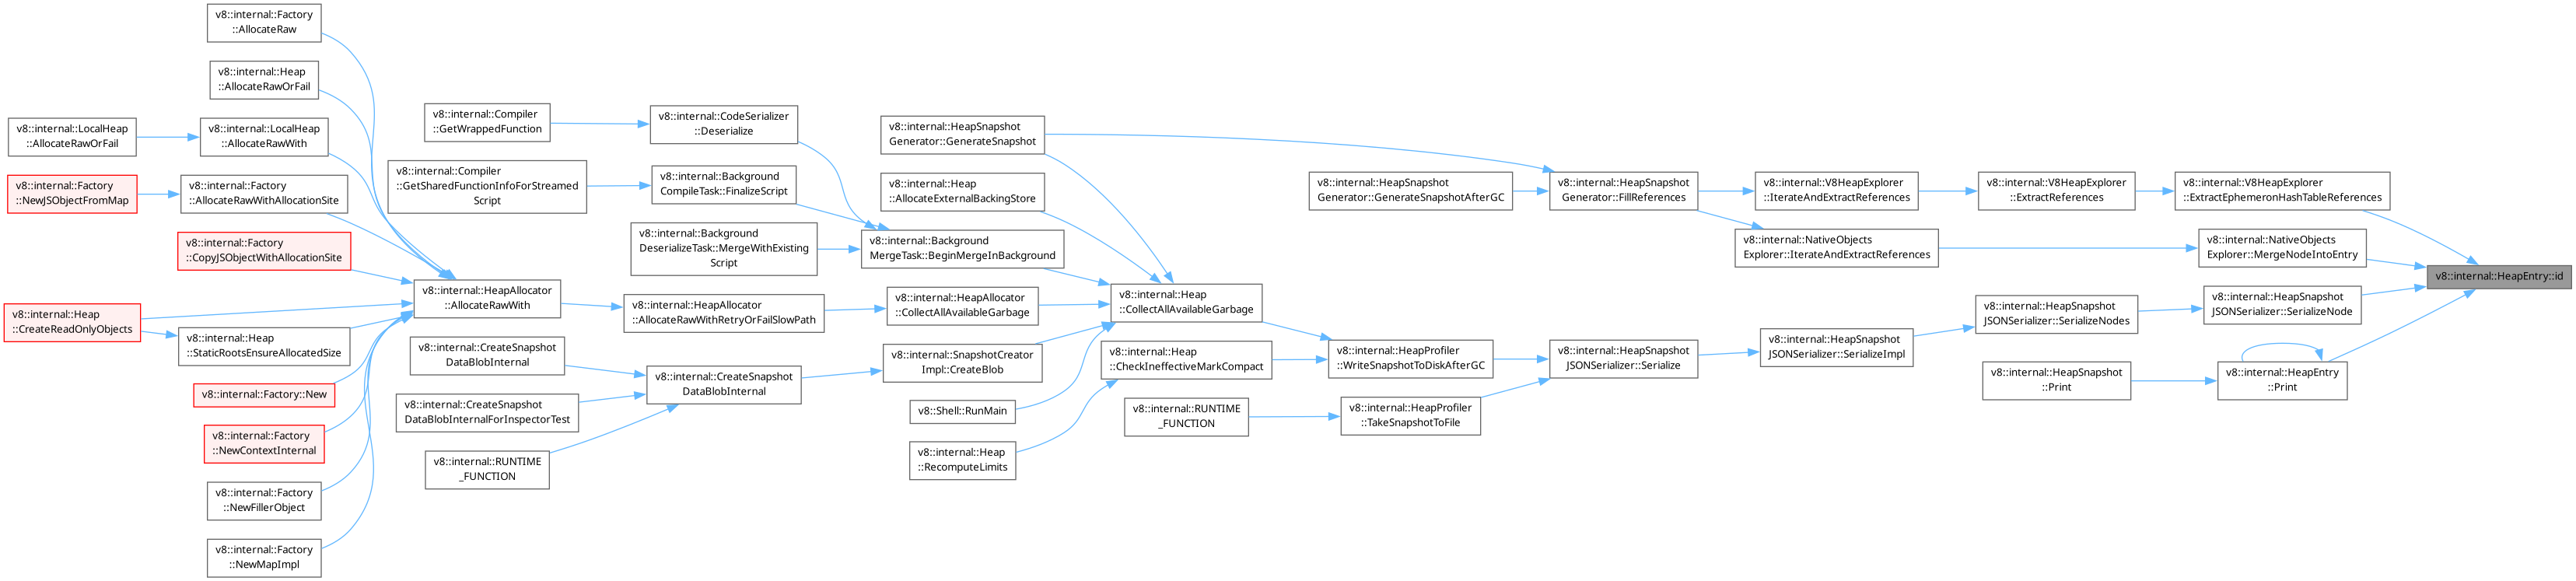 v8::internal::Factory
::AllocateRaw
v8::internal::Heap
::AllocateRawOrFail
v8::internal::LocalHeap
::AllocateRawOrFail
v8::internal::LocalHeap
::AllocateRawWith
v8::internal::Factory
::NewJSObjectFromMap
v8::internal::Factory
::AllocateRawWithAllocationSite
v8::internal::Factory
::CopyJSObjectWithAllocationSite
v8::internal::Heap
::CreateReadOnlyObjects
v8::internal::Heap
::StaticRootsEnsureAllocatedSize
v8::internal::Factory::New
v8::internal::Factory
::NewContextInternal
v8::internal::Factory
::NewFillerObject
v8::internal::Factory
::NewMapImpl
v8::internal::HeapAllocator
::AllocateRawWith
v8::internal::Compiler
::GetWrappedFunction
v8::internal::Compiler
::GetSharedFunctionInfoForStreamed
Script
v8::internal::CodeSerializer
::Deserialize
v8::internal::Background
CompileTask::FinalizeScript
v8::internal::Background
DeserializeTask::MergeWithExisting
Script
v8::internal::HeapAllocator
::AllocateRawWithRetryOrFailSlowPath
v8::internal::CreateSnapshot
DataBlobInternal
v8::internal::CreateSnapshot
DataBlobInternalForInspectorTest
v8::internal::RUNTIME
_FUNCTION
v8::internal::CreateSnapshot
DataBlobInternal
v8::internal::HeapSnapshot
Generator::GenerateSnapshot
v8::internal::Heap
::AllocateExternalBackingStore
v8::internal::Background
MergeTask::BeginMergeInBackground
v8::internal::HeapAllocator
::CollectAllAvailableGarbage
v8::internal::SnapshotCreator
Impl::CreateBlob
v8::Shell::RunMain
v8::internal::Heap
::RecomputeLimits
v8::internal::Heap
::CollectAllAvailableGarbage
v8::internal::Heap
::CheckIneffectiveMarkCompact
v8::internal::RUNTIME
_FUNCTION
v8::internal::HeapSnapshot
Generator::GenerateSnapshotAfterGC
v8::internal::HeapProfiler
::WriteSnapshotToDiskAfterGC
v8::internal::HeapProfiler
::TakeSnapshotToFile
v8::internal::HeapSnapshot
Generator::FillReferences
v8::internal::HeapSnapshot
JSONSerializer::Serialize
v8::internal::V8HeapExplorer
::IterateAndExtractReferences
v8::internal::NativeObjects
Explorer::IterateAndExtractReferences
v8::internal::HeapSnapshot
JSONSerializer::SerializeImpl
v8::internal::V8HeapExplorer
::ExtractReferences
v8::internal::HeapSnapshot
JSONSerializer::SerializeNodes
v8::internal::HeapSnapshot
::Print
v8::internal::V8HeapExplorer
::ExtractEphemeronHashTableReferences
v8::internal::NativeObjects
Explorer::MergeNodeIntoEntry
v8::internal::HeapSnapshot
JSONSerializer::SerializeNode
v8::internal::HeapEntry
::Print
v8::internal::HeapEntry::id